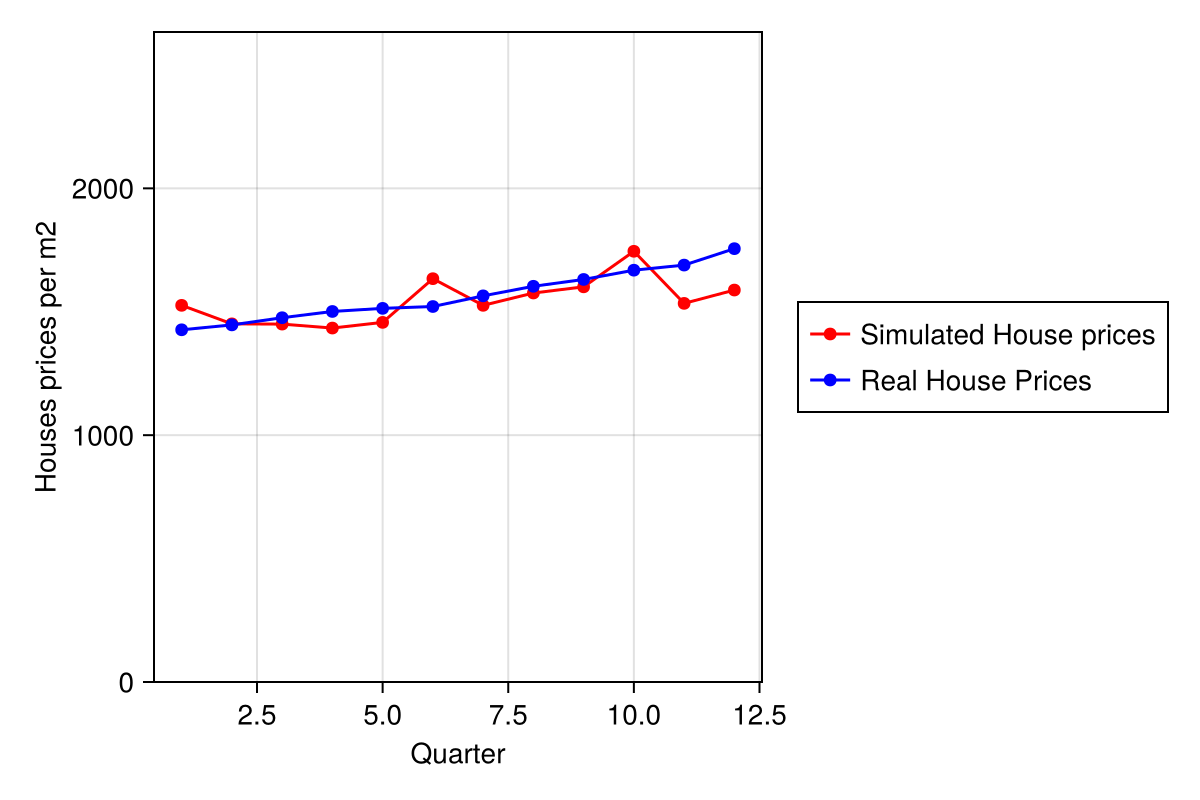 Houses prices per m2
2000
1000
0
2.5 5.0 7.5 10.0 12.5
Quarter
Simulated House prices
Real House Prices